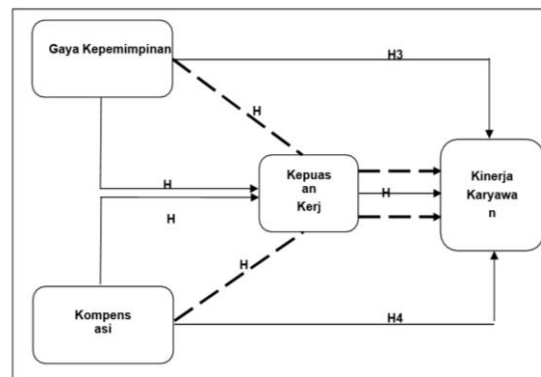 Gaya Kepemimpinan
H3
H
Kepuas
an
Kerj
Kinerja
Karyawa
n
H
H
H
H
Kompens
asi
H4